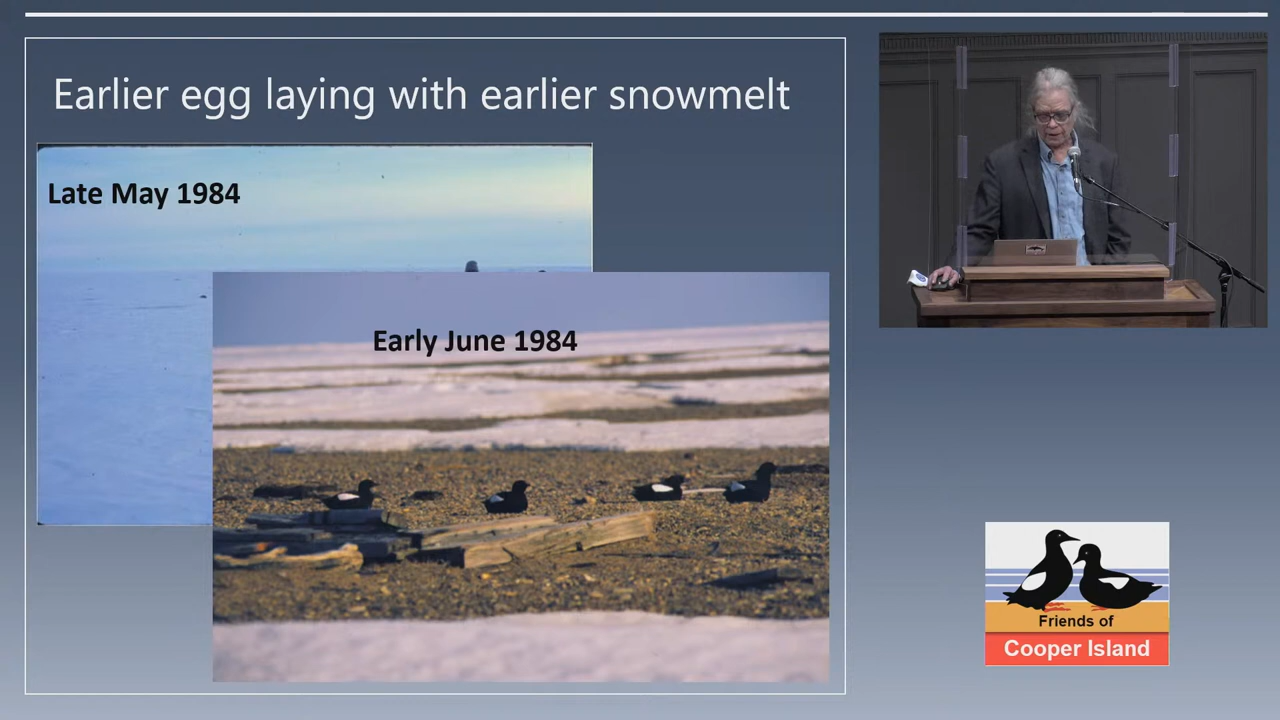 Earlier egg laying with earlier snowmelt
Late May 1984
Early June 1984
Friends of
Cooper Island